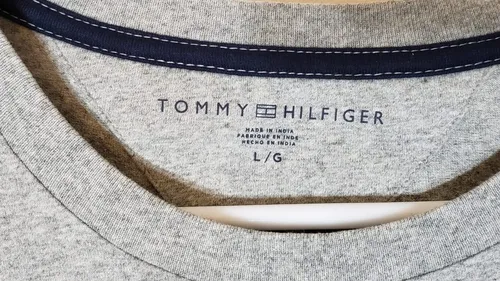 TOMMY HILFIGER
MADE IN INDIA
FABRIQUE EN INDE
HECHO EN INDIA
L/G